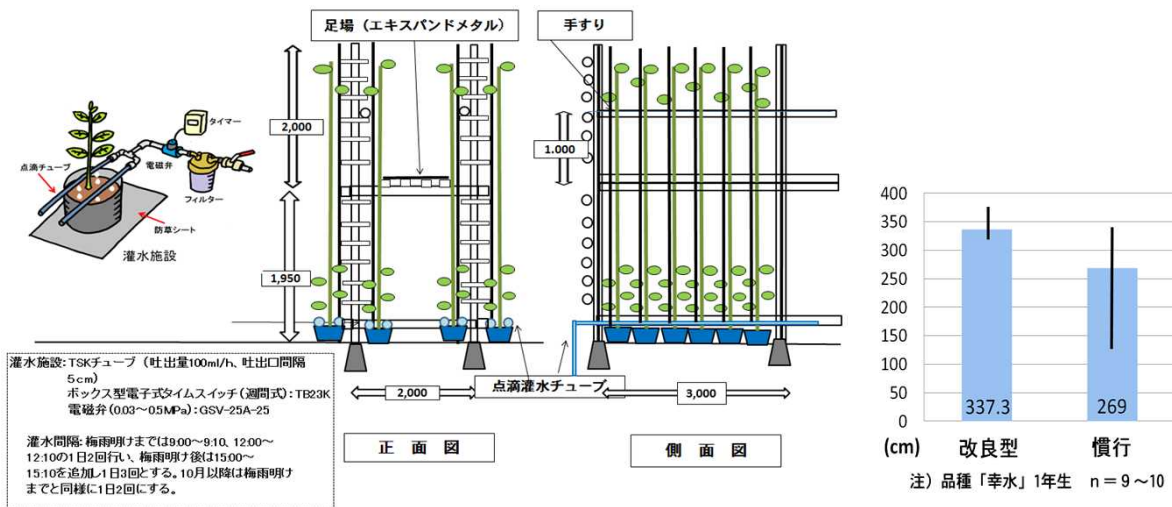 足場（エキスパンドメタル）
手すり
2,000
1.000
1,950
タイマー
点滴チューブ
電磁弁
フィルター
防草シート
灌水施設
点滴灌水チューブ
2,000
3,000
正面図
側面図
灌水施設:TSKチューブ（吐出量100ml/h、吐出口間隔
5cm）
ボックス型電子式タイムスイッチ(週間式):TB23K
電磁弁(0.03～0.5MPa):GSV-25A-25
灌水間隔:梅雨明けまでは9:00～9:10、12:00～
12:10の1日2回行い、梅雨明け後は15:00～
15:10を追加し1日3回とする。10月以降は梅雨明け
までと同様に1日2回にする。
400
350
300
250
200
150
100
50
0
337.3
269
(cm)
改良型
慣行
注）品種「幸水」1年生 n＝9～10